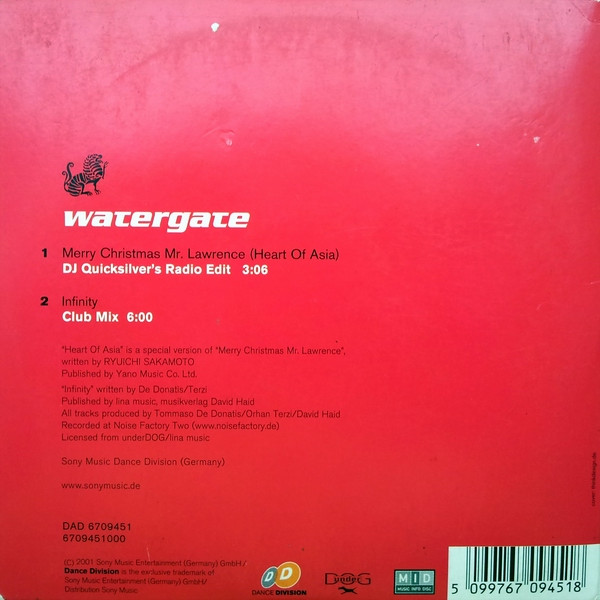 watergate
1 Merry Christmas Mr. Lawrence (Heart Of Asia)
DJ Quicksilver's Radio Edit 3:06
2 Infinity
Club Mix 6:00
"Heart Of Asia" is a special version of "Merry Christmas Mr. Lawrence",
written by RYUICHI SAKAMOTO
Published by Yano Music Co. Ltd.
"Infinity" written by De Donatis/Terzi
Published by lina music, musikverlag David Haid
All tracks produced by Tommaso De Donatis/Orhan Terzi/David Haid
Recorded at Noise Factory Two (www.noisefactory.de)
Licensed from underDOG/lina music
Sony Music Dance Division (Germany)
www.sonymusic.de
DAD 6709451
6709451000
(C) 2001 Sony Music Entertainment (Germany) GmbH/
Dance Division is the exclusive trademark of
Sony Music Entertainment (Germany) GmbH/
Distribution Sony Music
DD
DANCE DIVISION
underDOG
MID
MUSIC INFO DISC
5 099767 094518